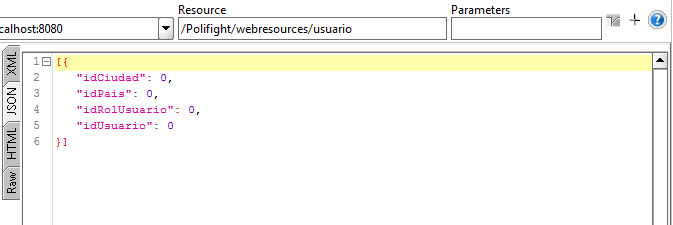 Resource
Parameters
calhost:8080
/Polifight/webresources/usuario
?
XML
JSON
HTML
Raw
1 [{
2 "idCiudad": 0,
3 "idPais": 0,
4 "idRolUsuario": 0,
5 "idUsuario": 0
6 }]